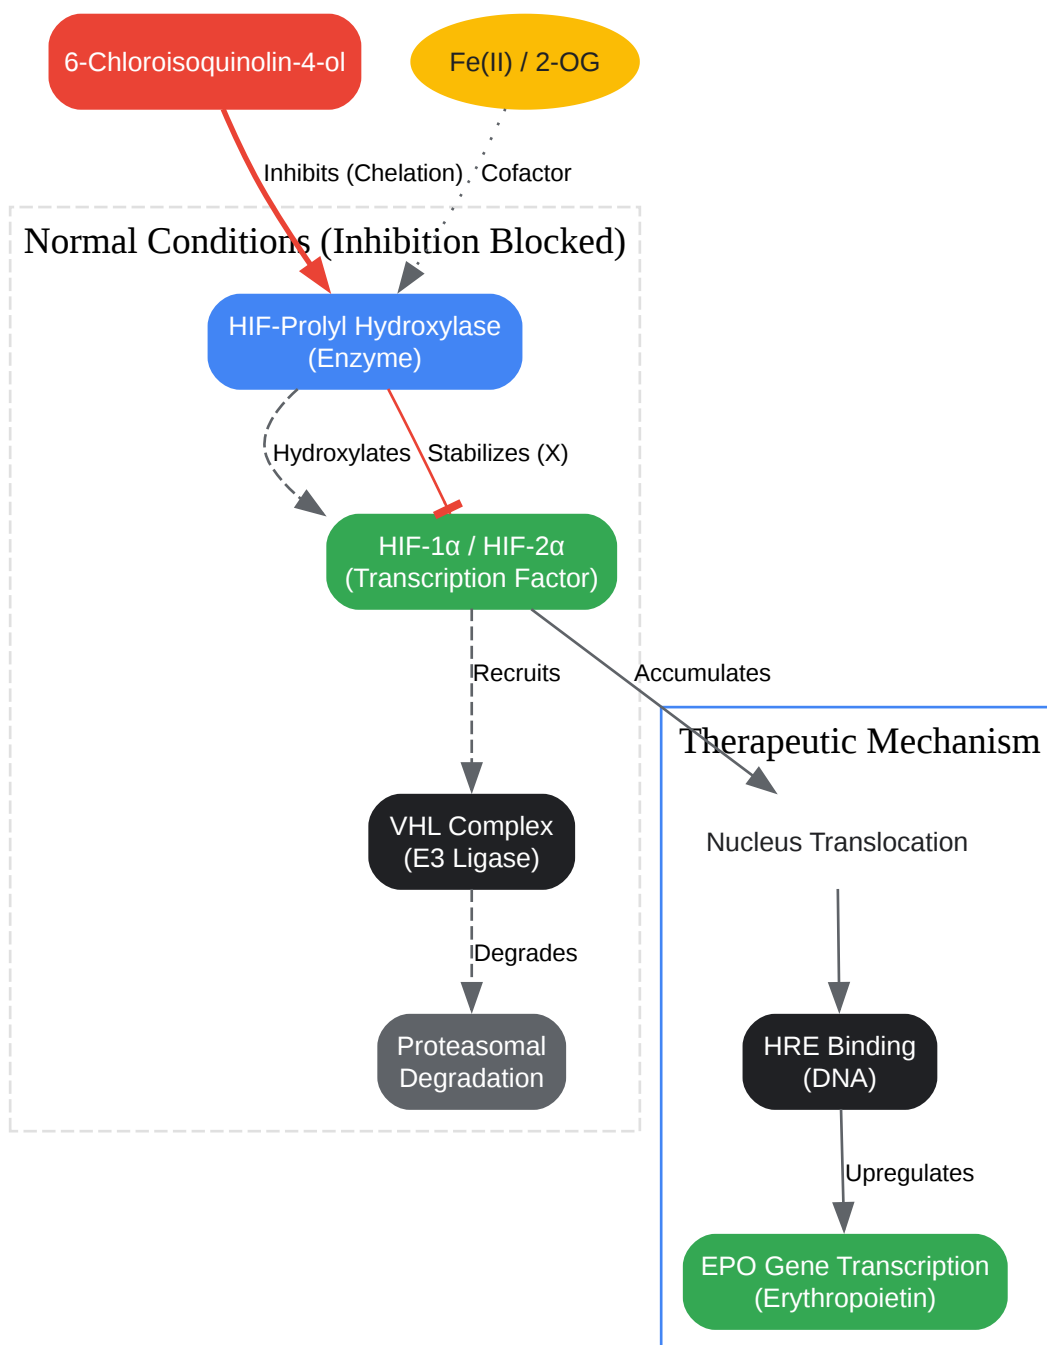 6-Chloroisoquinolin-4-ol
Fe(II) / 2-OG
Inhibits (Chelation)
Cofactor
Normal Conditions (Inhibition Blocked)
HIF-Prolyl Hydroxylase
(Enzyme)
Hydroxylates
Stabilizes (X)
HIF-1α / HIF-2α
(Transcription Factor)
Recruits
Accumulates
Therapeutic Mechanism
VHL Complex
(E3 Ligase)
Nucleus Translocation
Degrades
Proteasomal
Degradation
HRE Binding
(DNA)
Upregulates
EPO Gene Transcription
(Erythropoietin)